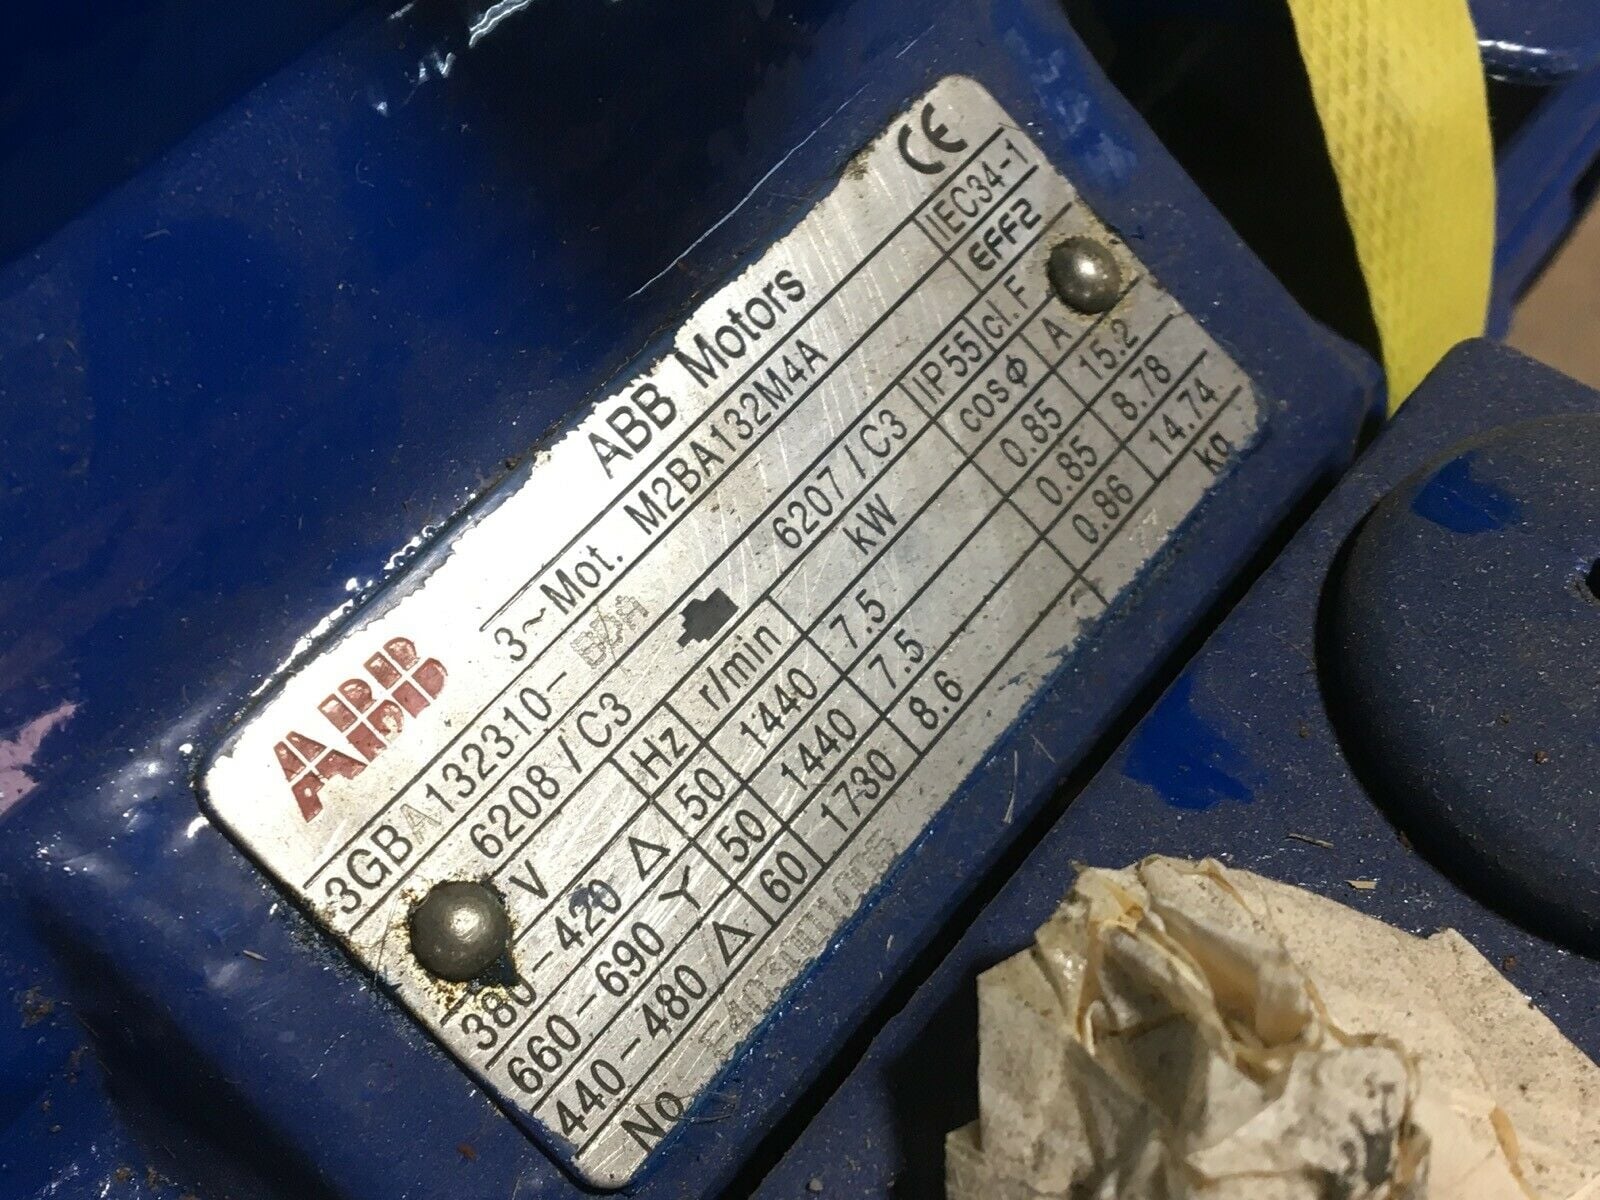 ABB
ABB Motors
CE
3~Mot. M2BA132M4A IEC34-1
3GBA132310- EFF2
6208/C3 6207/C3 IP55 cl.F
V Hz r/min kW cosϕ A
380-420 Δ 50 1440 7.5 0.85 15.2
660-690 Y 50 1440 7.5 0.85 8.78
440-480 Δ 60 1730 8.6 0.86 14.74
No kg